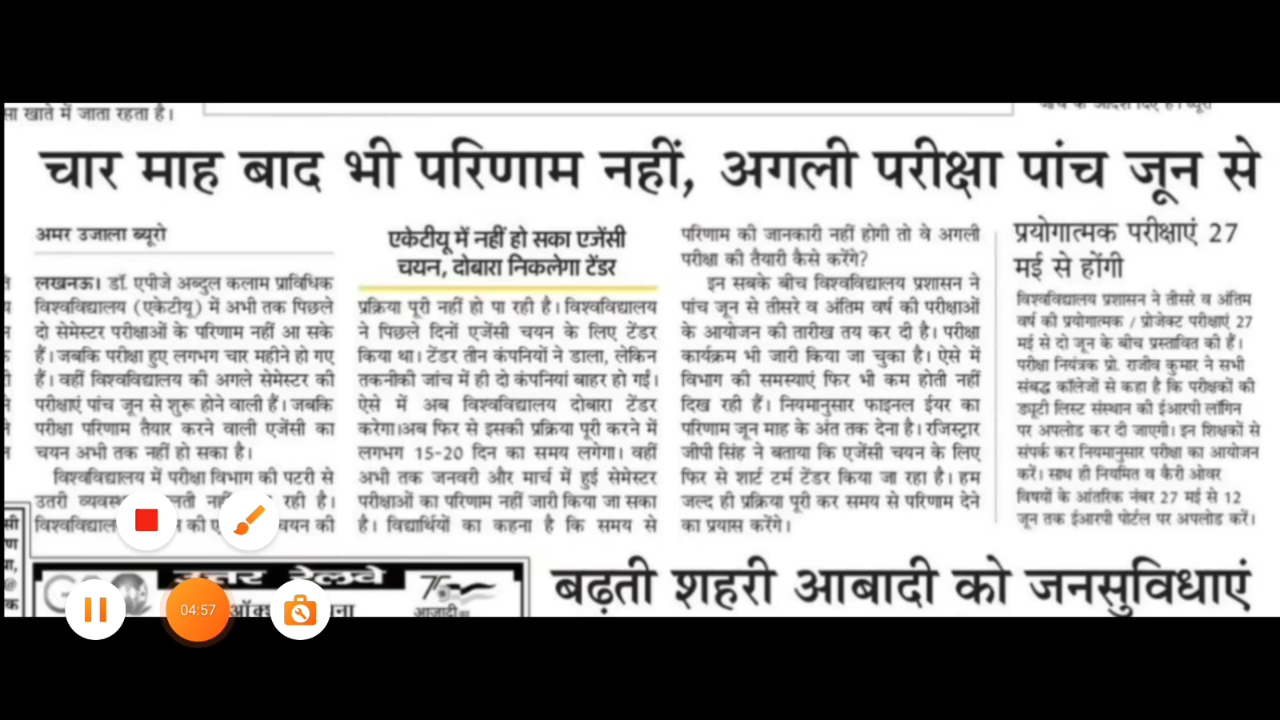 सा खाते में जाता रहता है।
चार माह बाद भी परिणाम नहीं, अगली परीक्षा पांच जून से
अमर उजाला ब्यूरो
लखनऊ। डॉ. एपीजे अब्दुल कलाम प्राविधिक
विश्वविद्यालय (एकेटीयू) में अभी तक पिछले
दो सेमेस्टर परीक्षाओं के परिणाम नहीं आ सके
हैं। जबकि परीक्षा हुए लगभग चार महीने हो गए
हैं। वहीं विश्वविद्यालय की अगले सेमेस्टर की
परीक्षाएं पांच जून से शुरू होने वाली हैं। जबकि
परीक्षा परिणाम तैयार करने वाली एजेंसी का
चयन अभी तक नहीं हो सका है।
विश्वविद्यालय में परीक्षा विभाग की पटरी से
उतरी रही है।
की चयन की
एकेटीयू में नहीं हो सका एजेंसी
चयन, दोबारा निकलेगा टेंडर
प्रक्रिया पूरी नहीं हो पा रही है। विश्वविद्यालय
ने पिछले दिनों एजेंसी चयन के लिए टेंडर
किया था। टेंडर तीन कंपनियों ने डाला, लेकिन
तकनीकी जांच में ही दो कंपनियां बाहर हो गईं।
ऐसे में अब विश्वविद्यालय दोबारा टेंडर
करेगा।अब फिर से इसकी प्रक्रिया पूरी करने में
लगभग 15-20 दिन का समय लगेगा। वहीं
अभी तक जनवरी और मार्च में हुई सेमेस्टर
परीक्षाओं का परिणाम नहीं जारी किया जा सका
है। विद्यार्थियों का कहना है कि समय से
परिणाम की जानकारी नहीं होगी तो वे अगली
परीक्षा की तैयारी कैसे करेंगे?
इन सबके बीच विश्वविद्यालय प्रशासन ने
पांच जून से तीसरे व अंतिम वर्ष की परीक्षाओं
के आयोजन की तारीख तय कर दी है। परीक्षा
कार्यक्रम भी जारी किया जा चुका है। ऐसे में
विभाग की समस्याएं फिर भी कम होती नहीं
दिख रही हैं। नियमानुसार फाइनल ईयर का
परिणाम जून माह के अंत तक देना है। रजिस्ट्रार
जीपी सिंह ने बताया कि एजेंसी चयन के लिए
फिर से शार्ट टर्म टेंडर किया जा रहा है। हम
जल्द ही प्रक्रिया पूरी कर समय से परिणाम देने
का प्रयास करेंगे।
प्रयोगात्मक परीक्षाएं 27
मई से होंगी
विश्वविद्यालय प्रशासन ने तीसरे व अंतिम
वर्ष की प्रयोगात्मक / प्रोजेक्ट परीक्षाएं 27
मई से दो जून के बीच प्रस्तावित की हैं।
परीक्षा नियंत्रक प्रो. राजीव कुमार ने सभी
संबद्ध कॉलेजों से कहा है कि परीक्षकों की
ड्यूटी लिस्ट संस्थान की ईआरपी लॉगिन
पर अपलोड कर दी जाएगी। इन शिक्षकों से
संपर्क कर नियमानुसार परीक्षा का आयोजन
करें। साथ ही नियमित व कैरी ओवर
विषयों के आंतरिक नंबर 27 मई से 12
जून तक ईआरपी पोर्टल पर अपलोड करें।
उत्तर रेलवे
बढ़ती शहरी आबादी को जनसुविधाएं
04:57